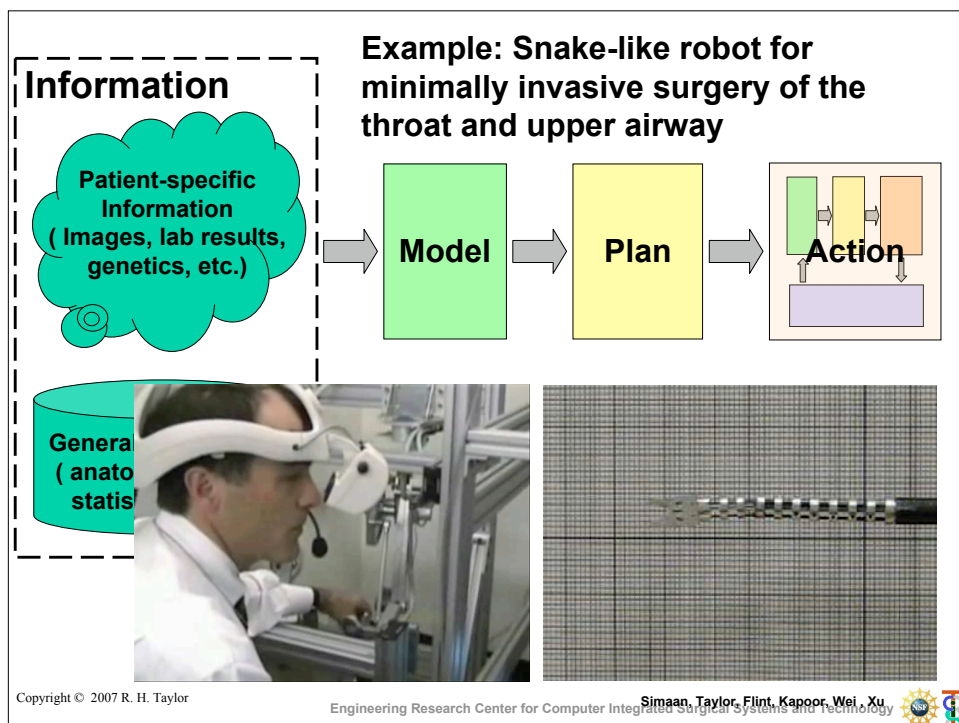 Information
Example: Snake-like robot for
minimally invasive surgery of the
throat and upper airway
Patient-specific
Information
( Images, lab results,
genetics, etc.)
Model
Plan
Action
General
( anato
statis
Copyright © 2007 R. H. Taylor
Simaan, Taylor, Flint, Kapoor, Wei , Xu
Engineering Research Center for Computer Integrated Surgical Systems and Technology
NSF